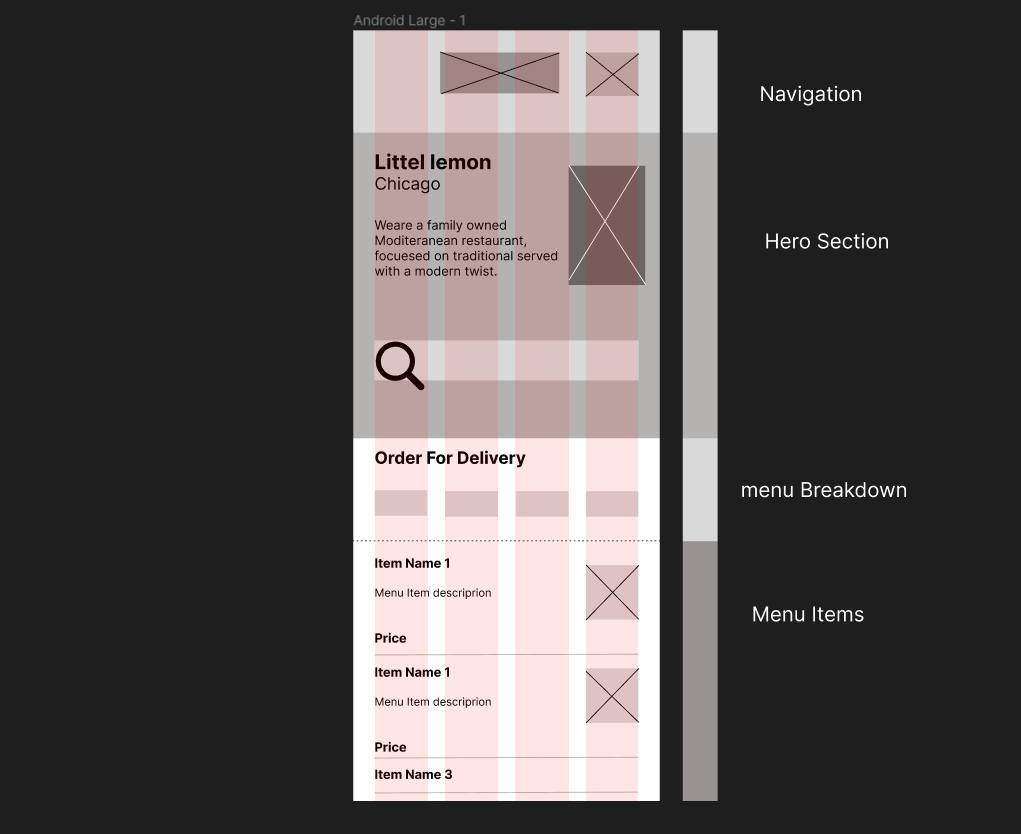 Android Large - 1
Navigation
Littel lemon
Chicago
Weare a family owned
Moditeranean restaurant,
focuesed on traditional served
with a modern twist.
Hero Section
Order For Delivery
menu Breakdown
Item Name 1
Menu Item descriprion
Price
Menu Items
Item Name 1
Menu Item descriprion
Price
Item Name 3